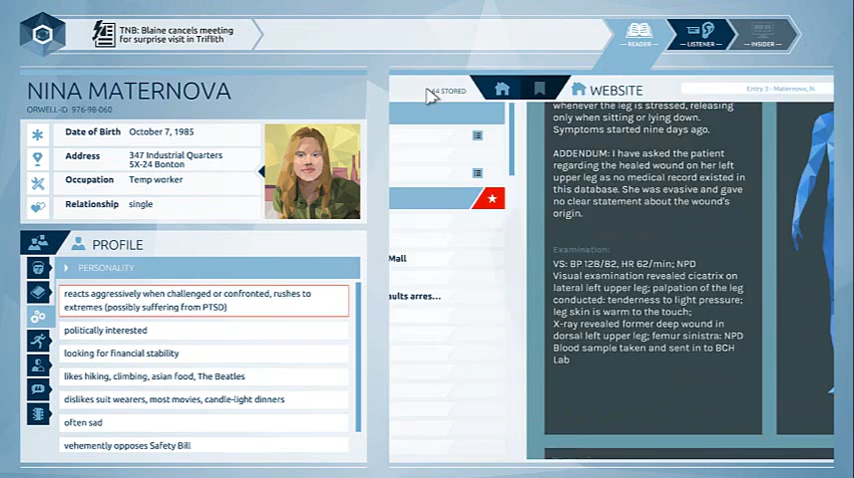 TNB: Blaine cancels meeting
for surprise visit in Triflith
READER
LISTENER
INSIDER
NINA MATERNOVA
ORWELL-ID 976-98-060
Date of Birth October 7, 1985
Address 347 Industrial Quarters
SX-24 Bonton
Occupation Temp worker
Relationship single
PROFILE
PERSONALITY
reacts aggressively when challenged or confronted, rushes to
extremes (possibly suffering from PTSD)
politically interested
looking for financial stability
likes hiking, climbing, asian food, The Beatles
dislikes suit wearers, most movies, candle-light dinners
often sad
vehemently opposes Safety Bill
64 STORED
WEBSITE
Entry 2- Maternova, N.
Mall
aults arres...
whenever the leg is stressed, releasing
only when sitting or lying down.
Symptoms started nine days ago.
ADDENDUM: I have asked the patient
regarding the healed wound on her left
upper leg as no medical record existed in
this database. She was evasive and gave
no clear statement about the wound's
origin.
Examination:
VS: BP 128/82, HR 62/min; NPD
Visual examination revealed cicatrix on
lateral left upper leg; palpation of the leg
conducted: tenderness to light pressure;
leg skin is warm to the touch;
X-ray revealed former deep wound in
dorsal left upper leg; femur sinistra: NPD
Blood sample taken and sent in to BCH
Lab